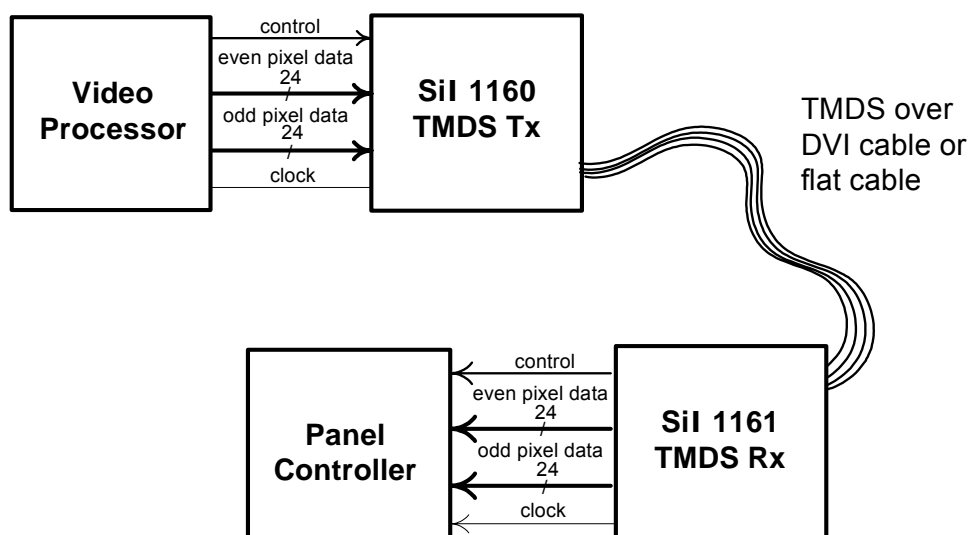 control
even pixel data
24
Video
Processor
odd pixel data
24
clock
SiI 1160
TMDS Tx
TMDS over
DVI cable or
flat cable
control
even pixel data
24
Panel
Controller
odd pixel data
24
clock
SiI 1161
TMDS Rx